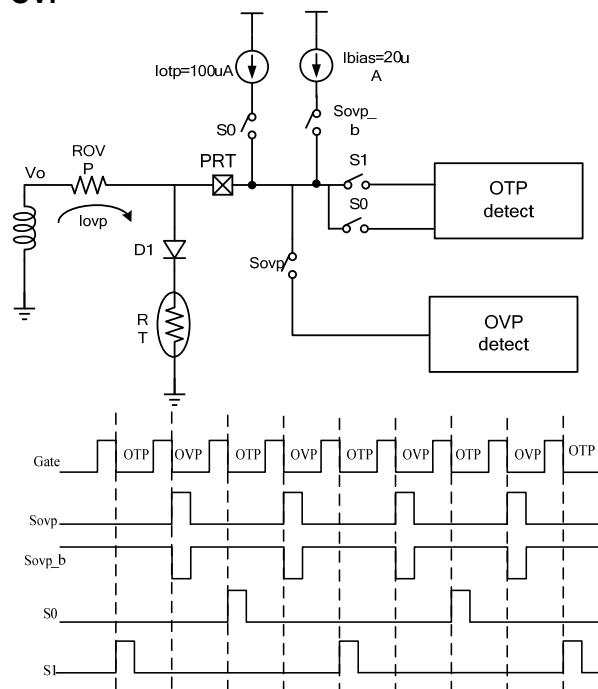 OVP
Iotp=100uA
Ibias=20u
A
S0
Sovp_
b
ROV
P
PRT
S1
Vo
Iovp
S0
OTP
detect
D1
Sovp
R
T
OVP
detect
Gate
OTP OVP OTP OVP OTP OVP OTP OVP OTP
Sovp
Sovp_b
S0
S1